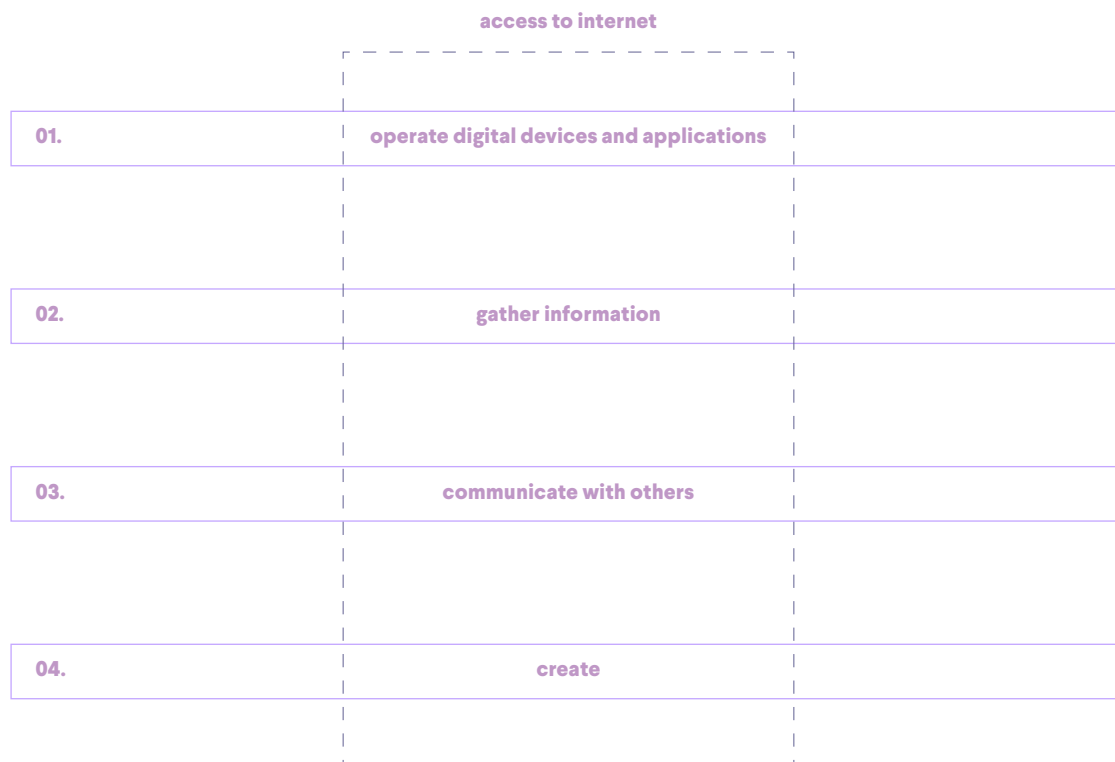 access to internet
01. operate digital devices and applications
02. gather information
03. communicate with others
04. create